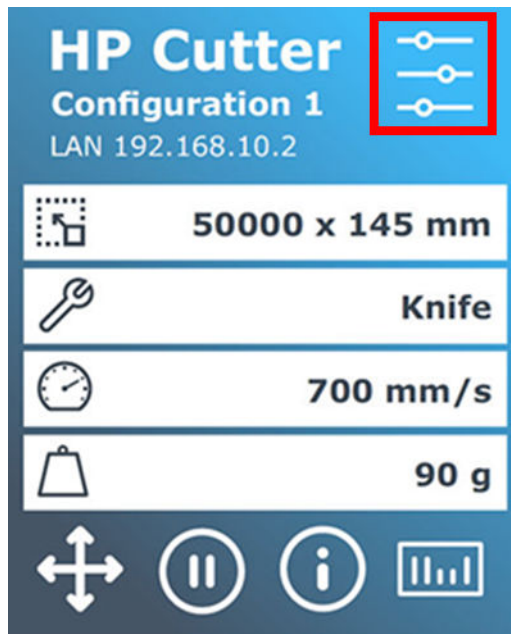 HP Cutter
Configuration 1
LAN 192.168.10.2
50000 x 145 mm
Knife
700 mm/s
90 g